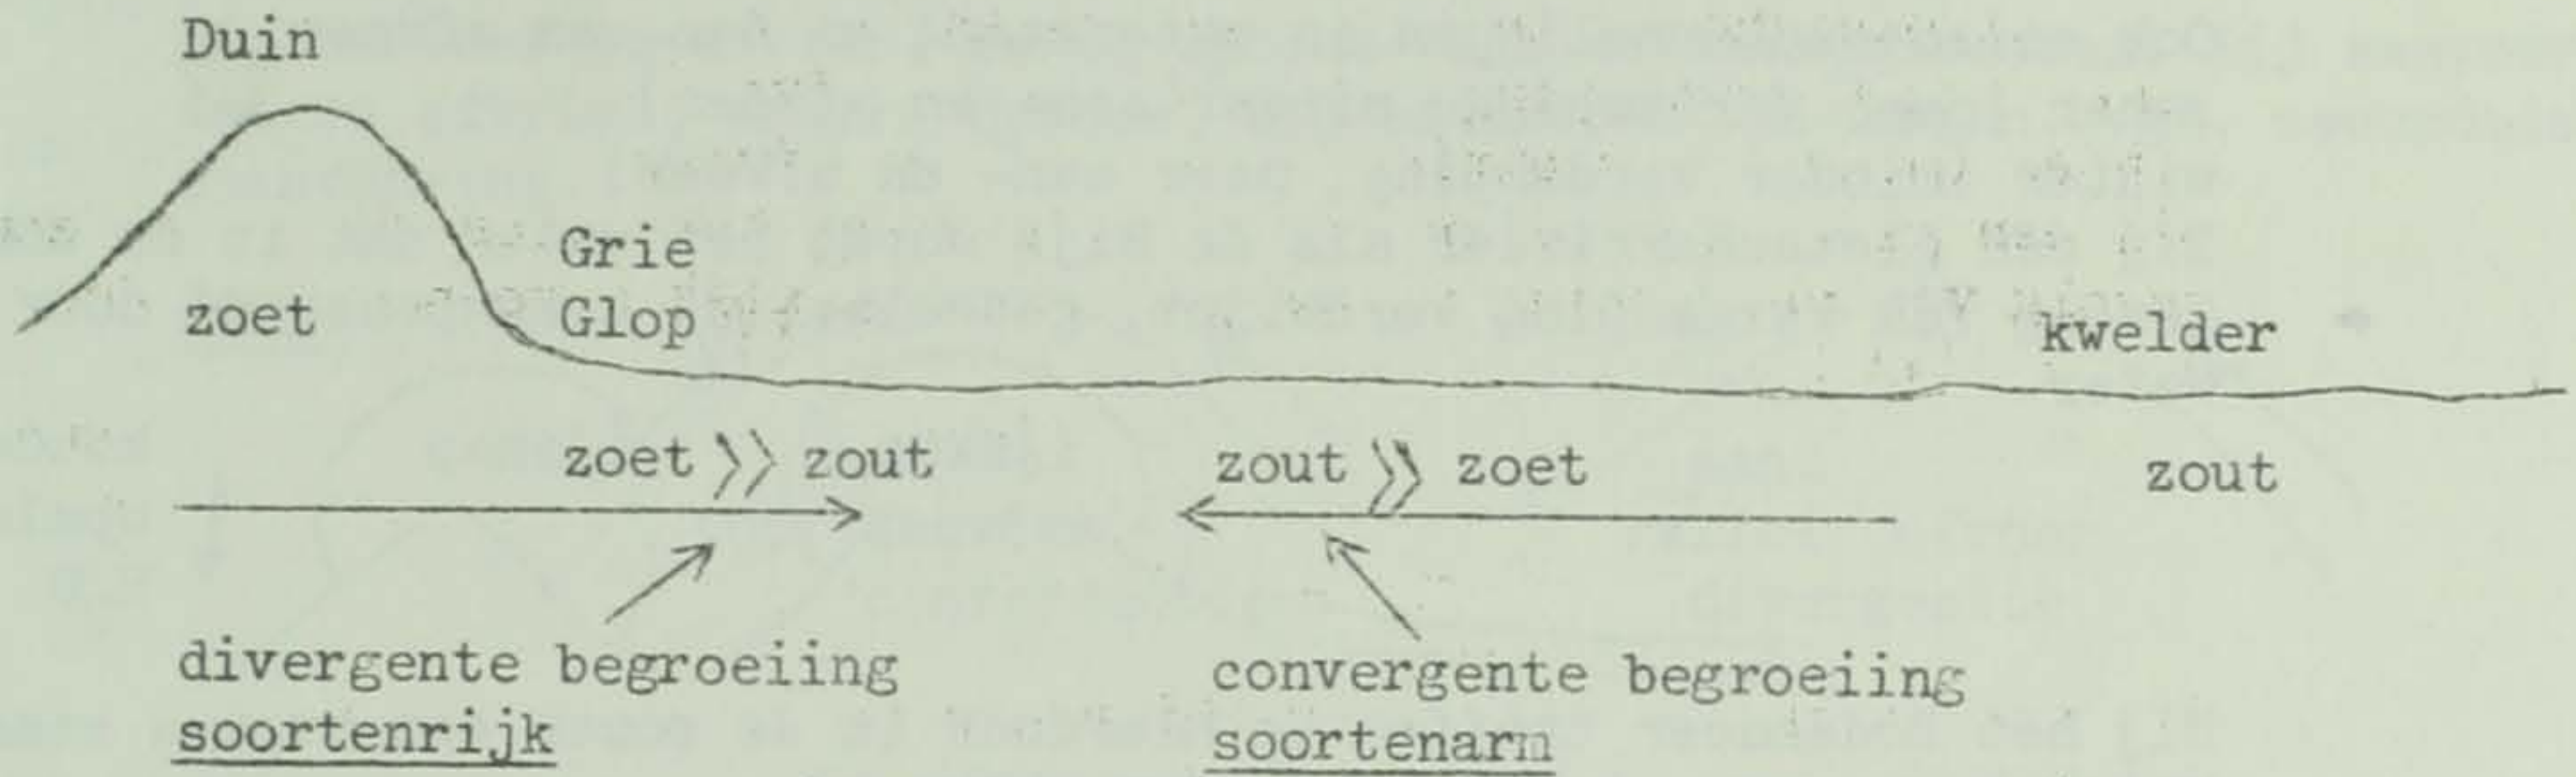 Duin
Grie
zoet
Glop
kwelder
zoet >> zout
zout >> zoet
zout
divergente begroeiing
soortenrijk
convergente begroeiing
soortenarm